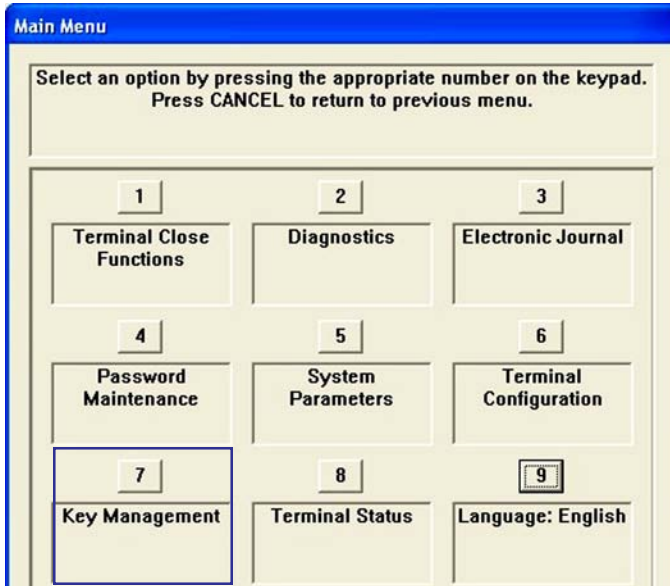 Main Menu
Select an option by pressing the appropriate number on the keypad.
Press CANCEL to return to previous menu.
1
2
3
Terminal Close
Functions
Diagnostics
Electronic Journal
4
5
6
Password
Maintenance
System
Parameters
Terminal
Configuration
7
8
9
Key Management
Terminal Status
Language: English